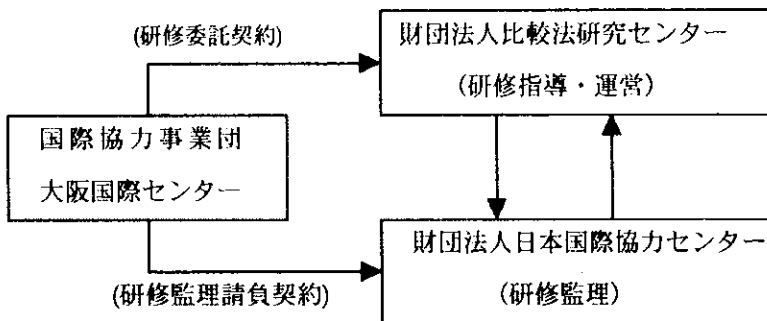 (研修委託契約)
財団法人比較法研究センター
(研修指導・運営)
国際協力事業団
大阪国際センター
財団法人日本国際協力センター
(研修監理)
(研修監理請負契約)